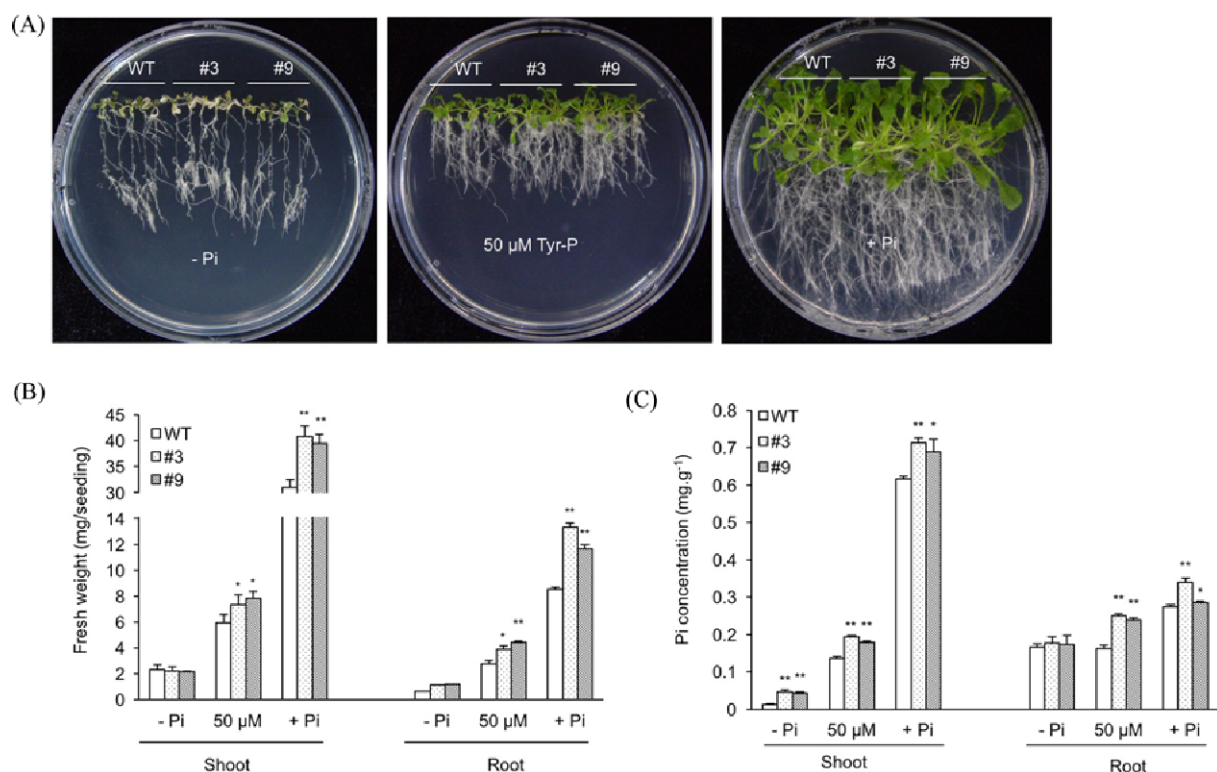 (A)
WT #3 #9
- Pi
WT #3 #9
50 μM Tyr-P
WT #3 #9
+ Pi
(B)
Fresh weight (mg/seeding)
45
40
35
30
14
12
10
8
6
4
2
0
WT
#3
#9
** **
* *
* **
** **
- Pi 50 μM + Pi - Pi 50 μM + Pi
Shoot Root
(C)
Pi concentration (mg.g-1)
0.8
0.7
0.6
0.5
0.4
0.3
0.2
0.1
0
WT
#3
#9
** **
** **
** *
** **
** *
- Pi 50 μM + Pi - Pi 50 μM + Pi
Shoot Root